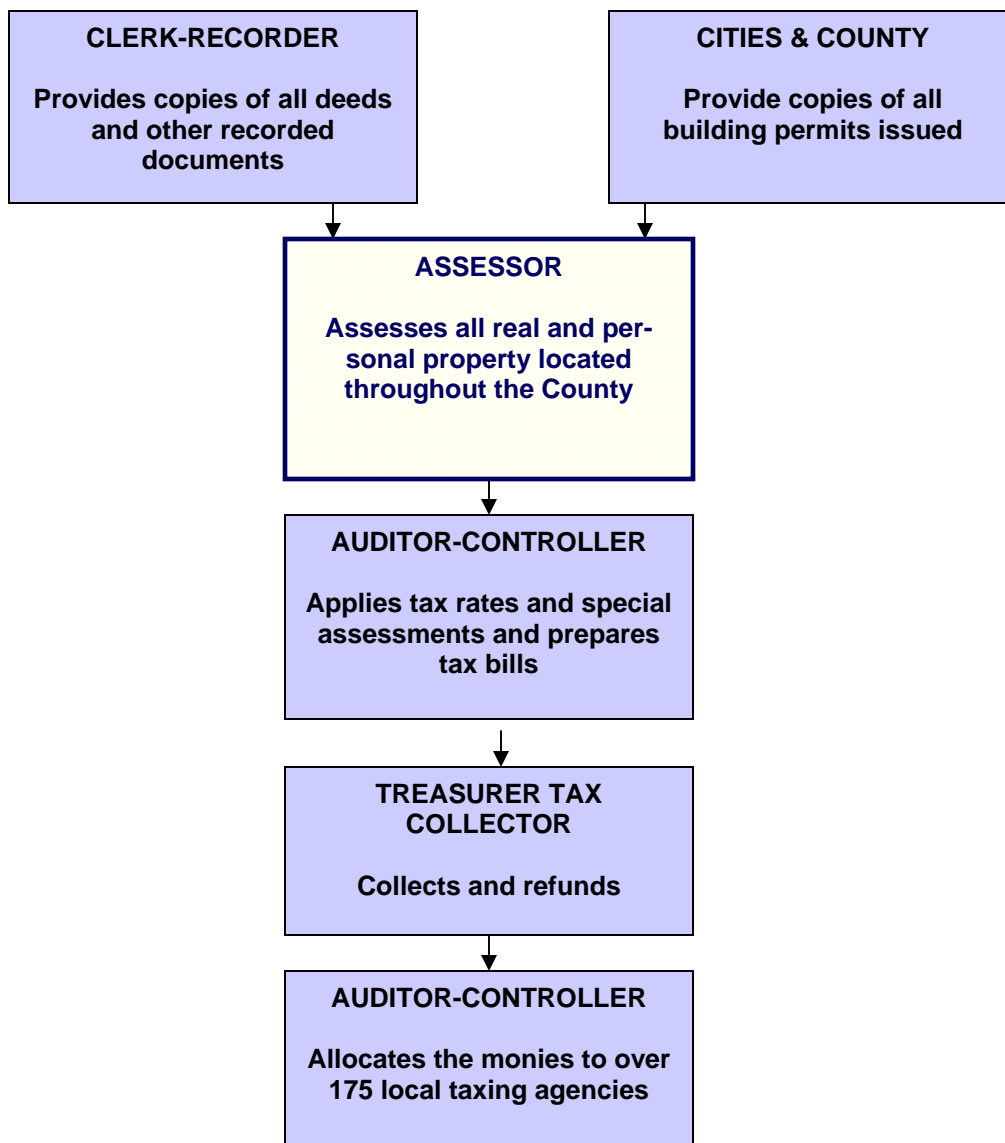 CLERK-RECORDER
Provides copies of all deeds
and other recorded
documents
CITIES & COUNTY
Provide copies of all
building permits issued
ASSESSOR
Assesses all real and per-
sonal property located
throughout the County
AUDITOR-CONTROLLER
Applies tax rates and special
assessments and prepares
tax bills
TREASURER TAX
COLLECTOR
Collects and refunds
AUDITOR-CONTROLLER
Allocates the monies to over
175 local taxing agencies